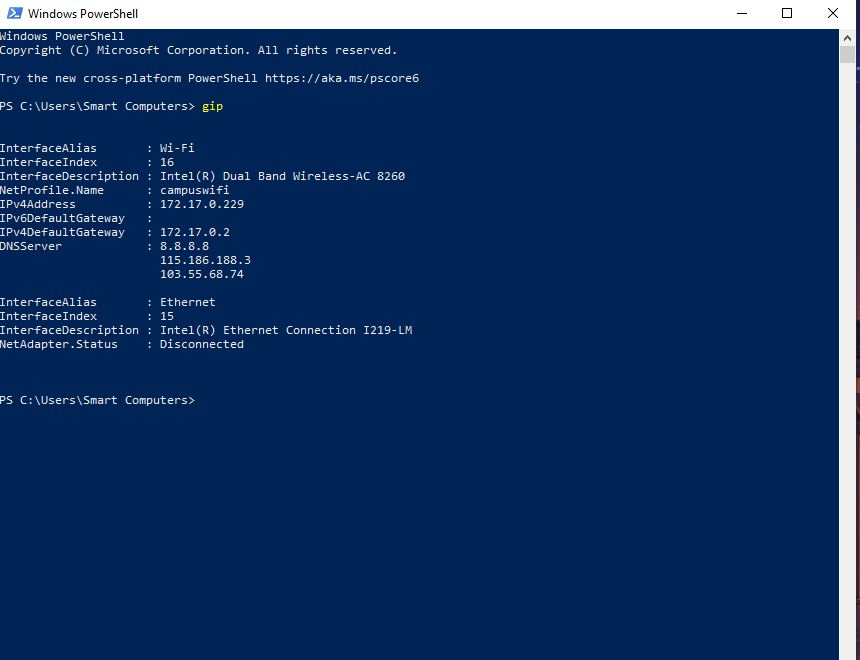 Windows PowerShell
Windows PowerShell
Copyright (C) Microsoft Corporation. All rights reserved.
Try the new cross-platform PowerShell https://aka.ms/pscore6
PS C:\Users\Smart Computers> gip
InterfaceAlias       : Wi-Fi
InterfaceIndex       : 16
InterfaceDescription : Intel(R) Dual Band Wireless-AC 8260
NetProfile.Name      : campuswifi
IPv4Address          : 172.17.0.229
IPv6DefaultGateway   :
IPv4DefaultGateway   : 172.17.0.2
DNSServer            : 8.8.8.8
                       115.186.188.3
                       103.55.68.74
InterfaceAlias       : Ethernet
InterfaceIndex       : 15
InterfaceDescription : Intel(R) Ethernet Connection I219-LM
NetAdapter.Status    : Disconnected
PS C:\Users\Smart Computers>